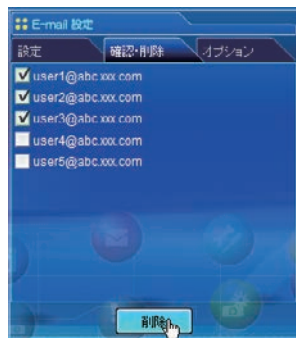 E-mail 設定
設定 確認・削除 オプション
user1@abc.xxx.com
user2@abc.xxx.com
user3@abc.xxx.com
user4@abc.xxx.com
user5@abc.xxx.com
削除